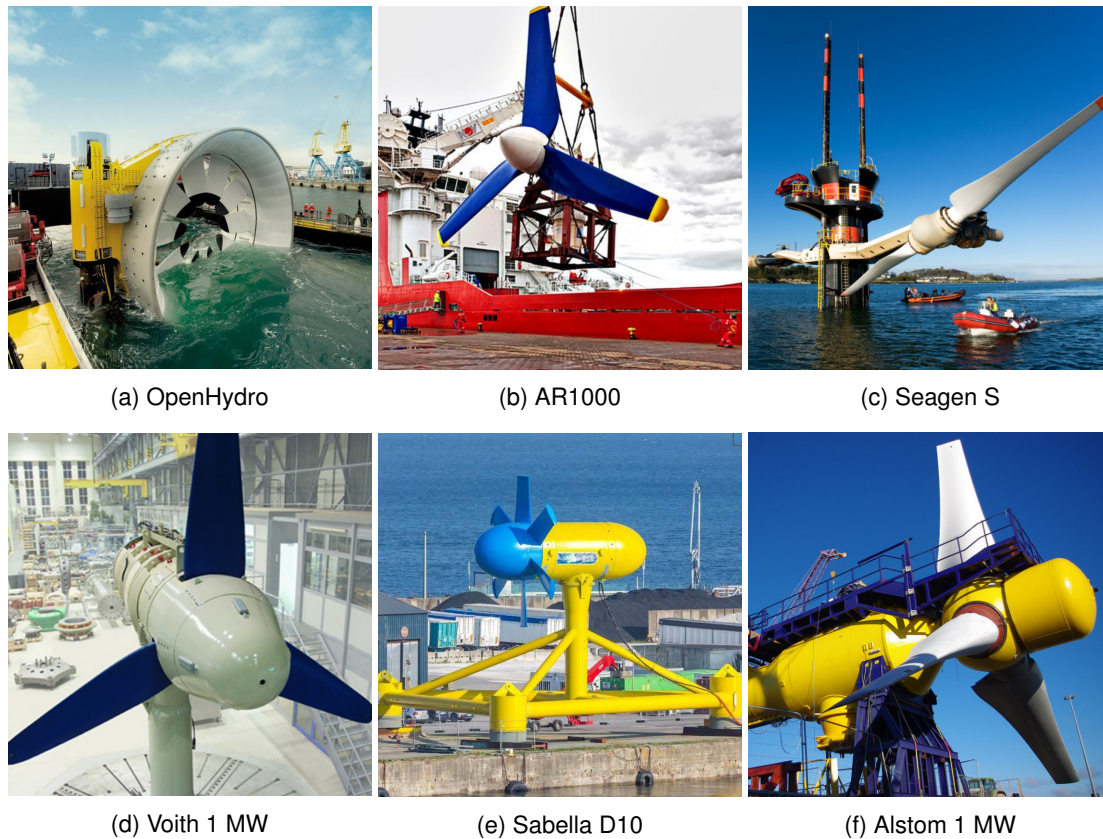 (a) OpenHydro
(b) AR1000
(c) Seagen S
(d) Voith 1 MW
(e) Sabella D10
(f) Alstom 1 MW